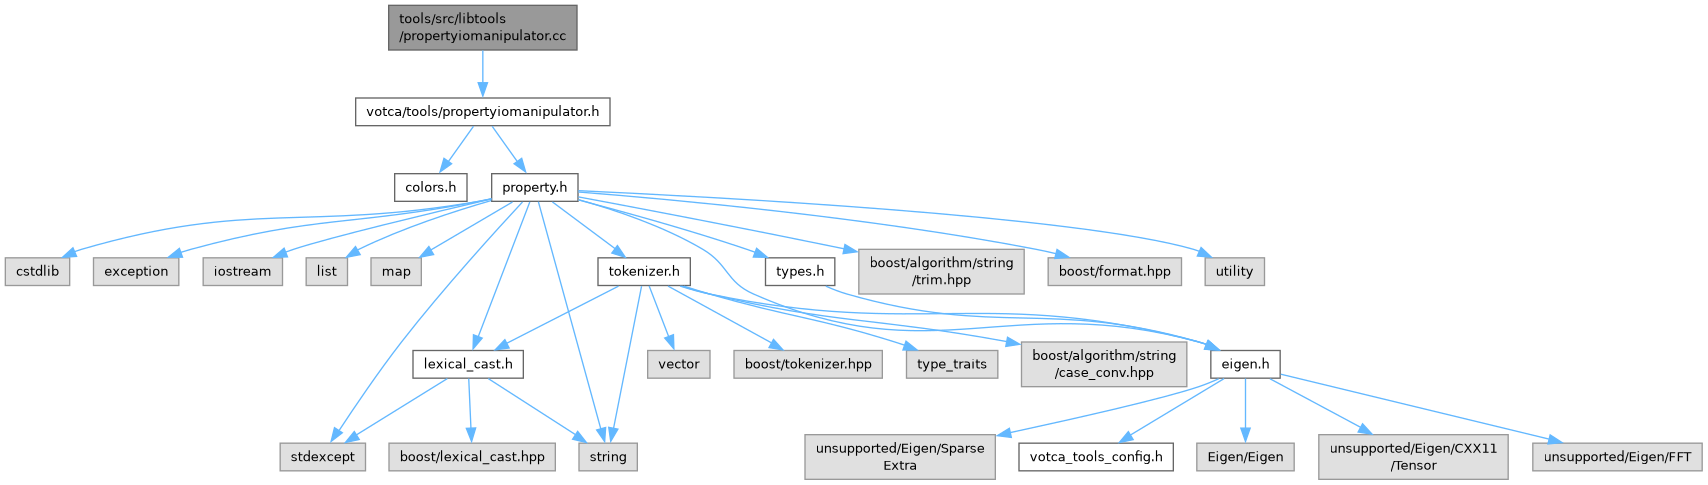 tools/src/libtools
/propertyiomanipulator.cc
votca/tools/propertyiomanipulator.h
colors.h
property.h
cstdlib
exception
iostream
list
map
tokenizer.h
types.h
boost/algorithm/string
/trim.hpp
boost/format.hpp
utility
lexical_cast.h
vector
boost/tokenizer.hpp
type_traits
boost/algorithm/string
/case_conv.hpp
eigen.h
stdexcept
boost/lexical_cast.hpp
string
unsupported/Eigen/Sparse
Extra
votca_tools_config.h
Eigen/Eigen
unsupported/Eigen/CXX11
/Tensor
unsupported/Eigen/FFT